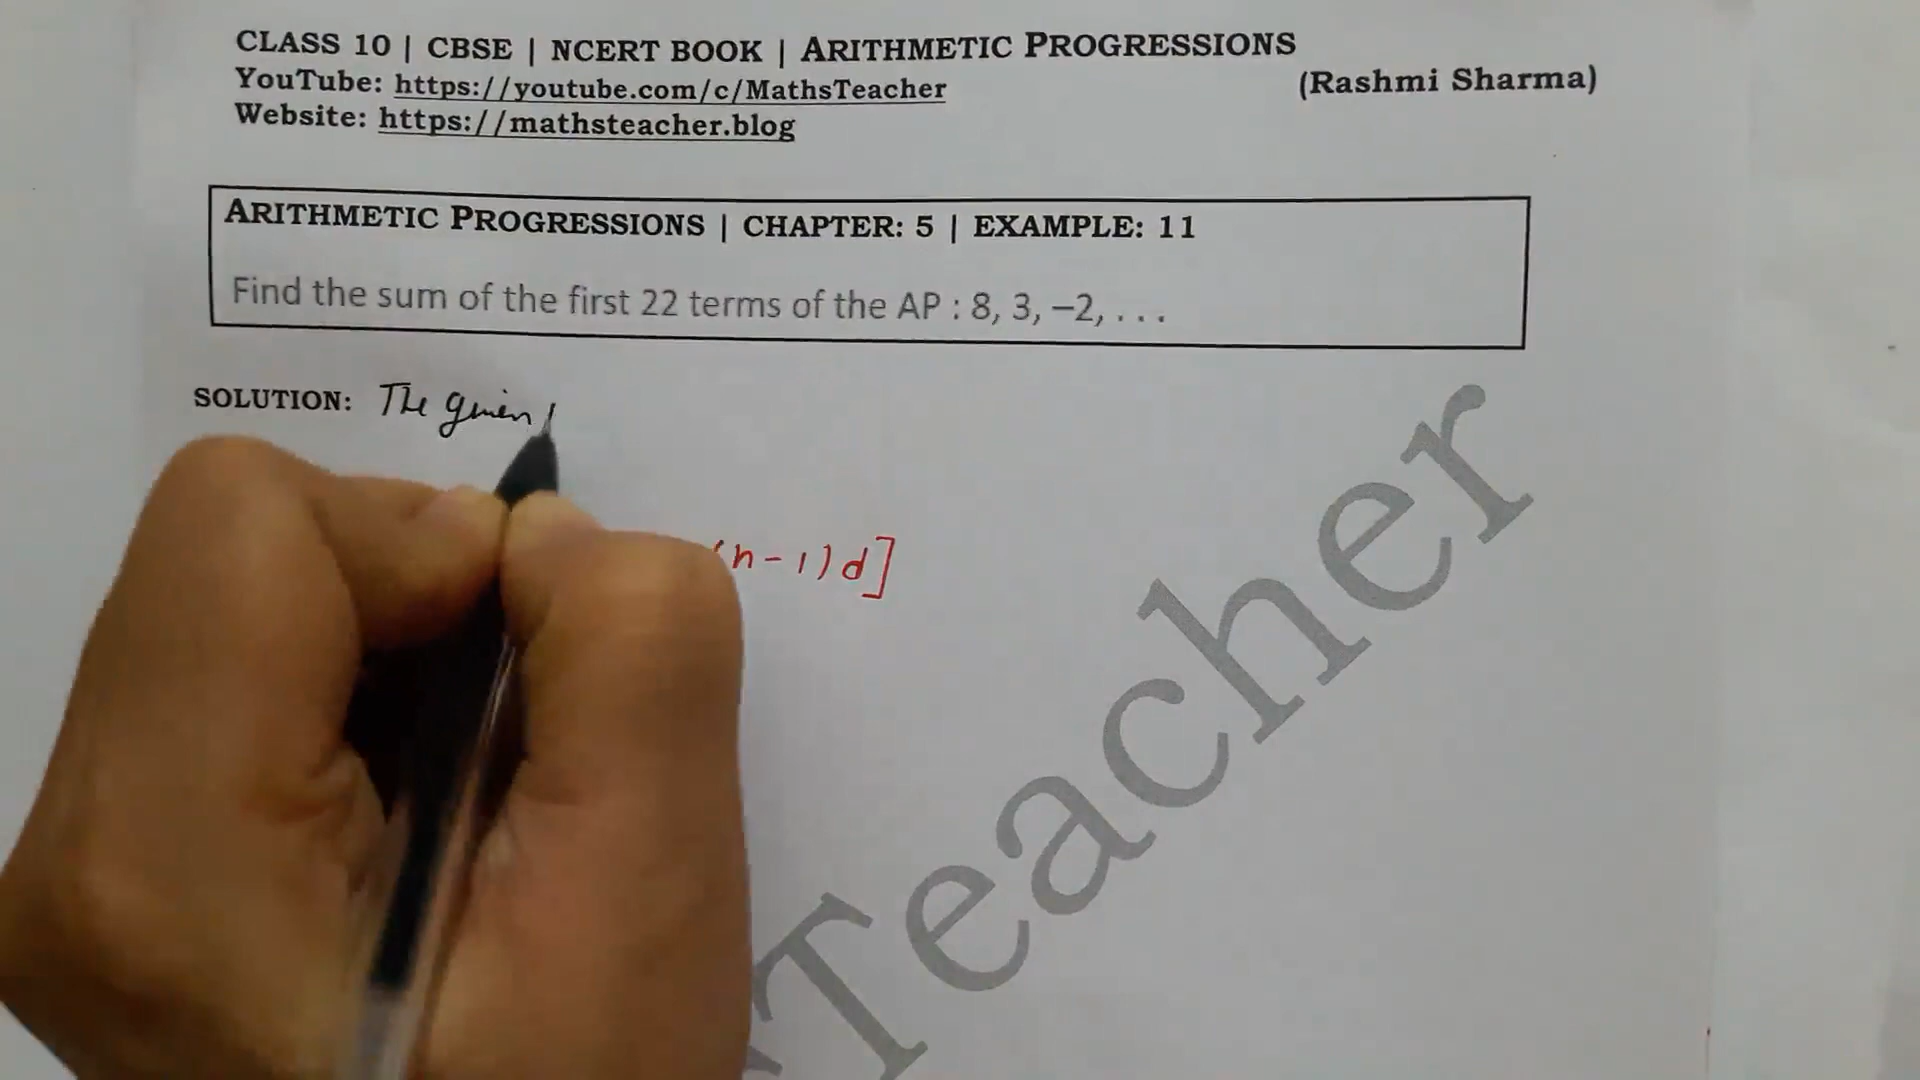 CLASS 10 | CBSE | NCERT BOOK | ARITHMETIC PROGRESSIONS
YouTube: https://youtube.com/c/MathsTeacher
(Rashmi Sharma)
Website: https://mathsteacher.blog
ARITHMETIC PROGRESSIONS | CHAPTER: 5 | EXAMPLE: 11
Find the sum of the first 22 terms of the AP : 8, 3, –2, . . .
SOLUTION: The given
(n - 1) d]
Teacher